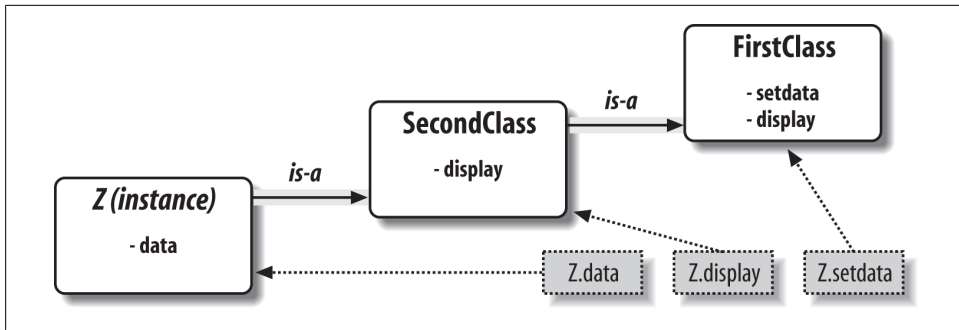 FirstClass
- setdata
- display
is-a
SecondClass
- display
is-a
Z (instance)
- data
Z.data
Z.display
Z.setdata